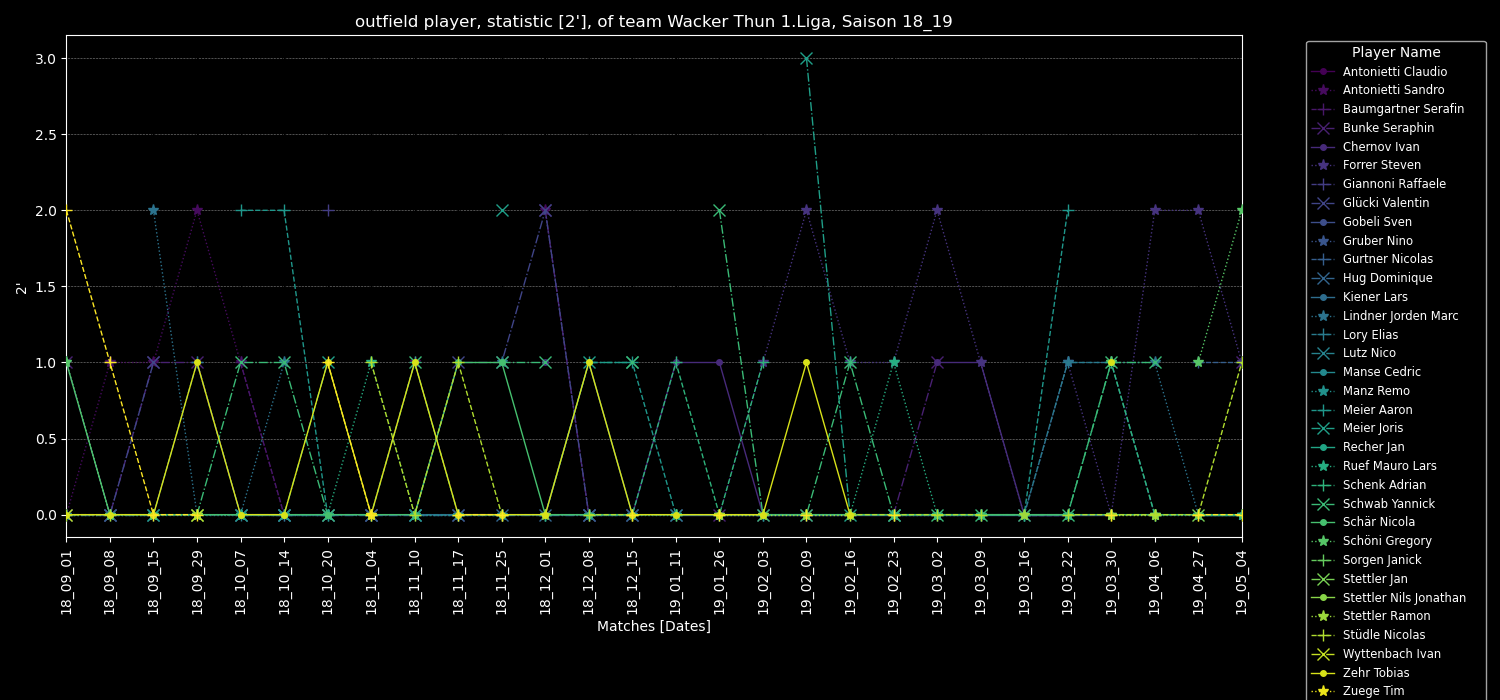 outfield player, statistic [2'], of team Wacker Thun 1.Liga, Saison 18_19
3.0
2.5
2.0
1.5
1.0
0.5
0.0
2'
18_09_01
18_09_08
18_09_15
18_09_29
18_10_07
18_10_14
18_10_20
18_11_04
18_11_10
18_11_17
18_11_25
18_12_01
18_12_08
18_12_15
19_01_11
19_01_26
19_02_03
19_02_09
19_02_16
19_02_23
19_03_02
19_03_09
19_03_16
19_03_22
19_03_30
19_04_06
19_04_27
19_05_04
Matches [Dates]
Player Name
Antonietti Claudio
Antonietti Sandro
Baumgartner Serafin
Bunke Seraphin
Chernov Ivan
Forrer Steven
Giannoni Raffaele
Glücki Valentin
Gobeli Sven
Gruber Nino
Gurtner Nicolas
Hug Dominique
Kiener Lars
Lindner Jorden Marc
Lory Elias
Lutz Nico
Manse Cedric
Manz Remo
Meier Aaron
Meier Joris
Recher Jan
Ruef Mauro Lars
Schenk Adrian
Schwab Yannick
Schär Nicola
Schöni Gregory
Sorgen Janick
Stettler Jan
Stettler Nils Jonathan
Stettler Ramon
Stüdle Nicolas
Wyttenbach Ivan
Zehr Tobias
Zuege Tim